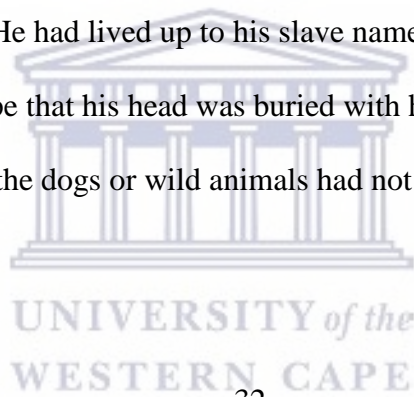 He had lived up to his slave name
be that his head was buried with h
the dogs or wild animals had not
UNIVERSITY of the
WESTERN CAPE
32